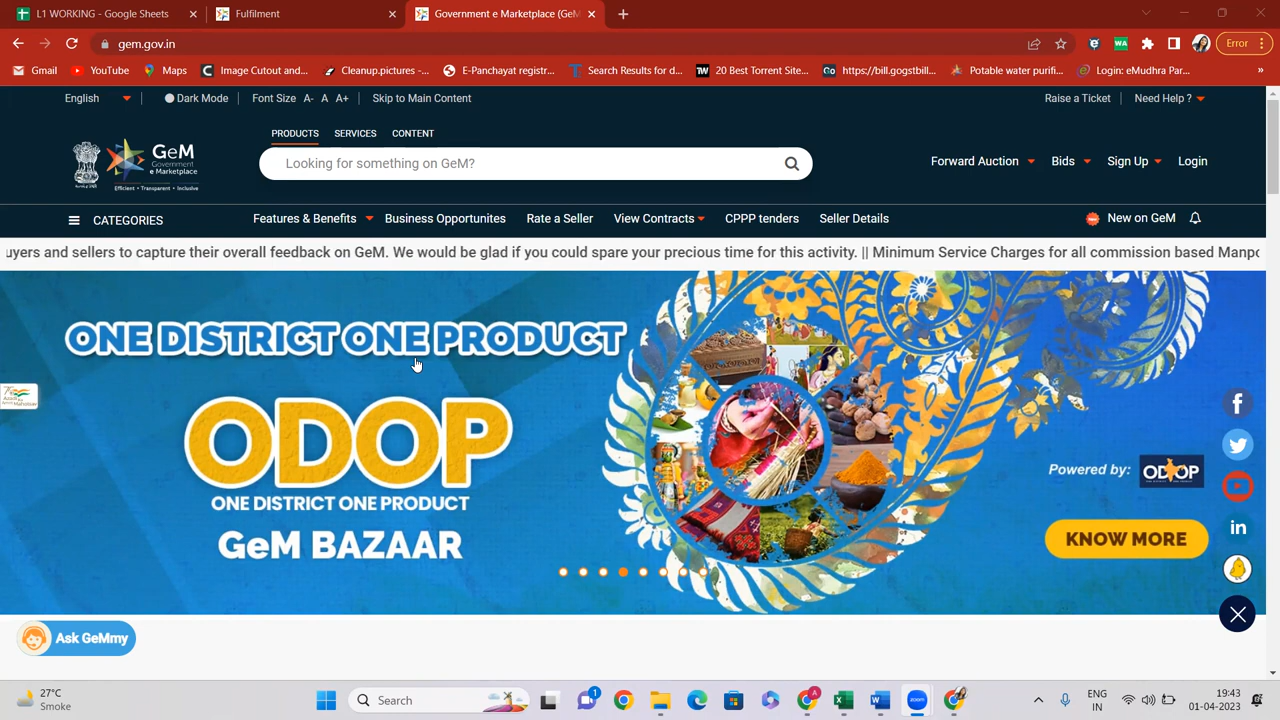 L1 WORKING - Google Sheets
Fulfilment
Government e Marketplace (GeM
gem.gov.in
Error
Gmail
YouTube
Maps
Image Cutout and...
Cleanup.pictures -...
E-Panchayat registr...
Search Results for d...
20 Best Torrent Site...
https://bill.gogstbill...
Potable water purifi...
Login: eMudhra Par...
English
Dark Mode
Font Size A- A A+
Skip to Main Content
Raise a Ticket
Need Help ?
PRODUCTS SERVICES CONTENT
GeM
Government
e Marketplace
Efficient • Transparent • Inclusive
Looking for something on GeM?
Forward Auction
Bids
Sign Up
Login
CATEGORIES
Features & Benefits
Business Opportunites
Rate a Seller
View Contracts
CPPP tenders
Seller Details
New on GeM
uyers and sellers to capture their overall feedback on GeM. We would be glad if you could spare your precious time for this activity. || Minimum Service Charges for all commission based Manpo
ONE DISTRICT ONE PRODUCT
ODOP
ONE DISTRICT ONE PRODUCT
GeM BAZAAR
Powered by: ODOP
KNOW MORE
Ask GeMmy
27°C
Smoke
Search
1
zoom
ENG
IN
19:43
01-04-2023